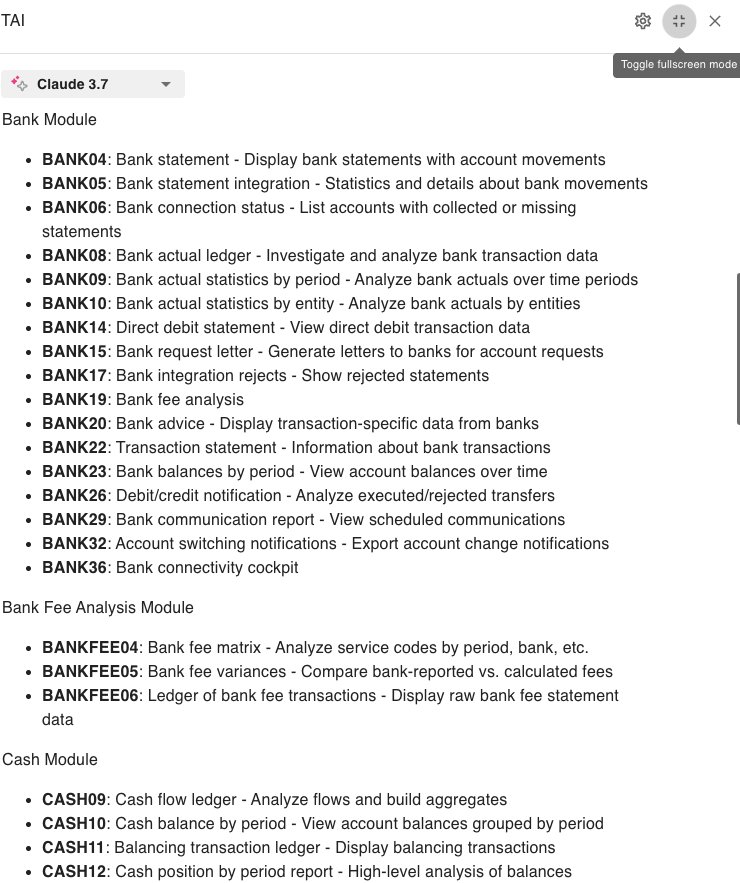 TAI
Toggle fullscreen mode
Claude 3.7
Bank Module
BANK04: Bank statement - Display bank statements with account movements
BANK05: Bank statement integration - Statistics and details about bank movements
BANK06: Bank connection status - List accounts with collected or missing
statements
BANK08: Bank actual ledger - Investigate and analyze bank transaction data
BANK09: Bank actual statistics by period - Analyze bank actuals over time periods
BANK10: Bank actual statistics by entity - Analyze bank actuals by entities
BANK14: Direct debit statement - View direct debit transaction data
BANK15: Bank request letter - Generate letters to banks for account requests
BANK17: Bank integration rejects - Show rejected statements
BANK19: Bank fee analysis
BANK20: Bank advice - Display transaction-specific data from banks
BANK22: Transaction statement - Information about bank transactions
BANK23: Bank balances by period - View account balances over time
BANK26: Debit/credit notification - Analyze executed/rejected transfers
BANK29: Bank communication report - View scheduled communications
BANK32: Account switching notifications - Export account change notifications
BANK36: Bank connectivity cockpit
Bank Fee Analysis Module
BANKFEE04: Bank fee matrix - Analyze service codes by period, bank, etc.
BANKFEE05: Bank fee variances - Compare bank-reported vs. calculated fees
BANKFEE06: Ledger of bank fee transactions - Display raw bank fee statement
data
Cash Module
CASH09: Cash flow ledger - Analyze flows and build aggregates
CASH10: Cash balance by period - View account balances grouped by period
CASH11: Balancing transaction ledger - Display balancing transactions
CASH12: Cash position by period report - High-level analysis of balances